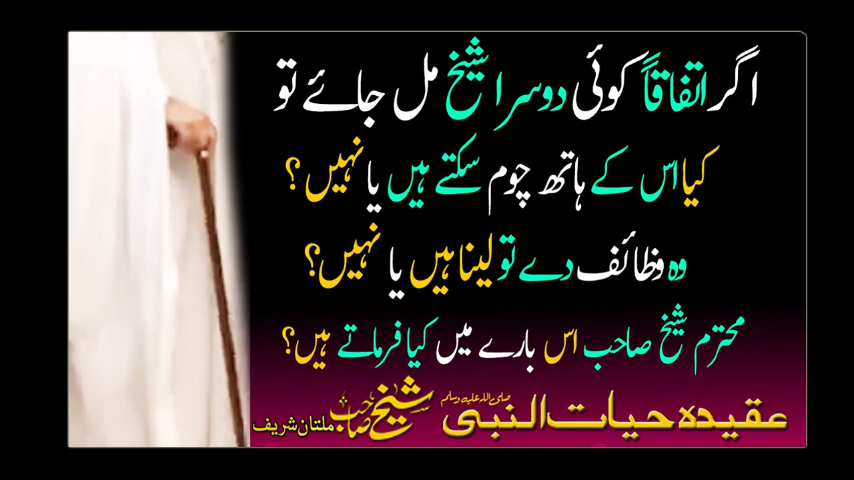 اگر اتفاقاً کوئی دوسرا شیخ مل جائے تو
کیا اس کے ہاتھ چوم سکتے ہیں یا نہیں؟
وہ وظائف دے تو لینا ہیں یا نہیں؟
محترم شیخ صاحب اس بارے میں کیا فرماتے ہیں؟
عقیدہ حیات النبی صلی اللہ علیہ وسلم شیخ صاحب ملتان شریف